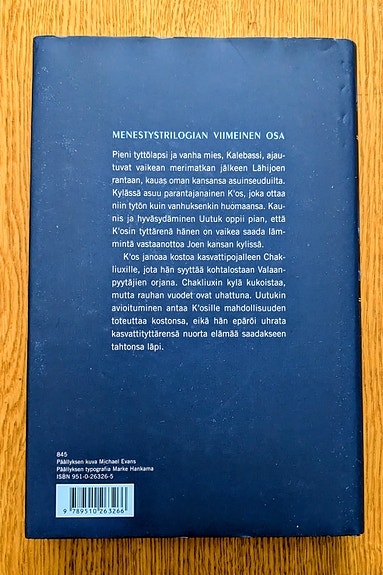 MENESTYSTRILOGIAN VIIMEINEN OSA
Pieni tyttölapsi ja vanha mies, Kalebassi, ajau-
tuvat vaikean merimatkan jälkeen Lähijoen
rantaan, kauas oman kansansa asuinseuduilta.
Kylässä asuu parantajanainen K'os, joka ottaa
niin tytön kuin vanhuksenkin huomaansa. Kau-
nis ja hyväsydäminen Uutuk oppii pian, että
K'osin tyttärenä hänen on vaikea saada läm-
mintä vastaanottoa Joen kansan kylissä.
K'os janoaa kostoa kasvattipojalleen Chak-
liuxille, jota hän syyttää kohtalostaan Valaan-
pyytäjien orjana. Chakliuxin kylä kukoistaa,
mutta rauhan vuodet ovat uhattuna. Uutukin
avioituminen antaa K'osille mahdollisuuden
toteuttaa kostonsa, eikä hän epäröi uhrata
kasvattityttärensä nuorta elämää saadakseen
tahtonsa läpi.
845
Päällyksen kuva Michael Evans
Päällyksen typografia Marke Hankama
ISBN 951-0-26326-5
9 789510 263266